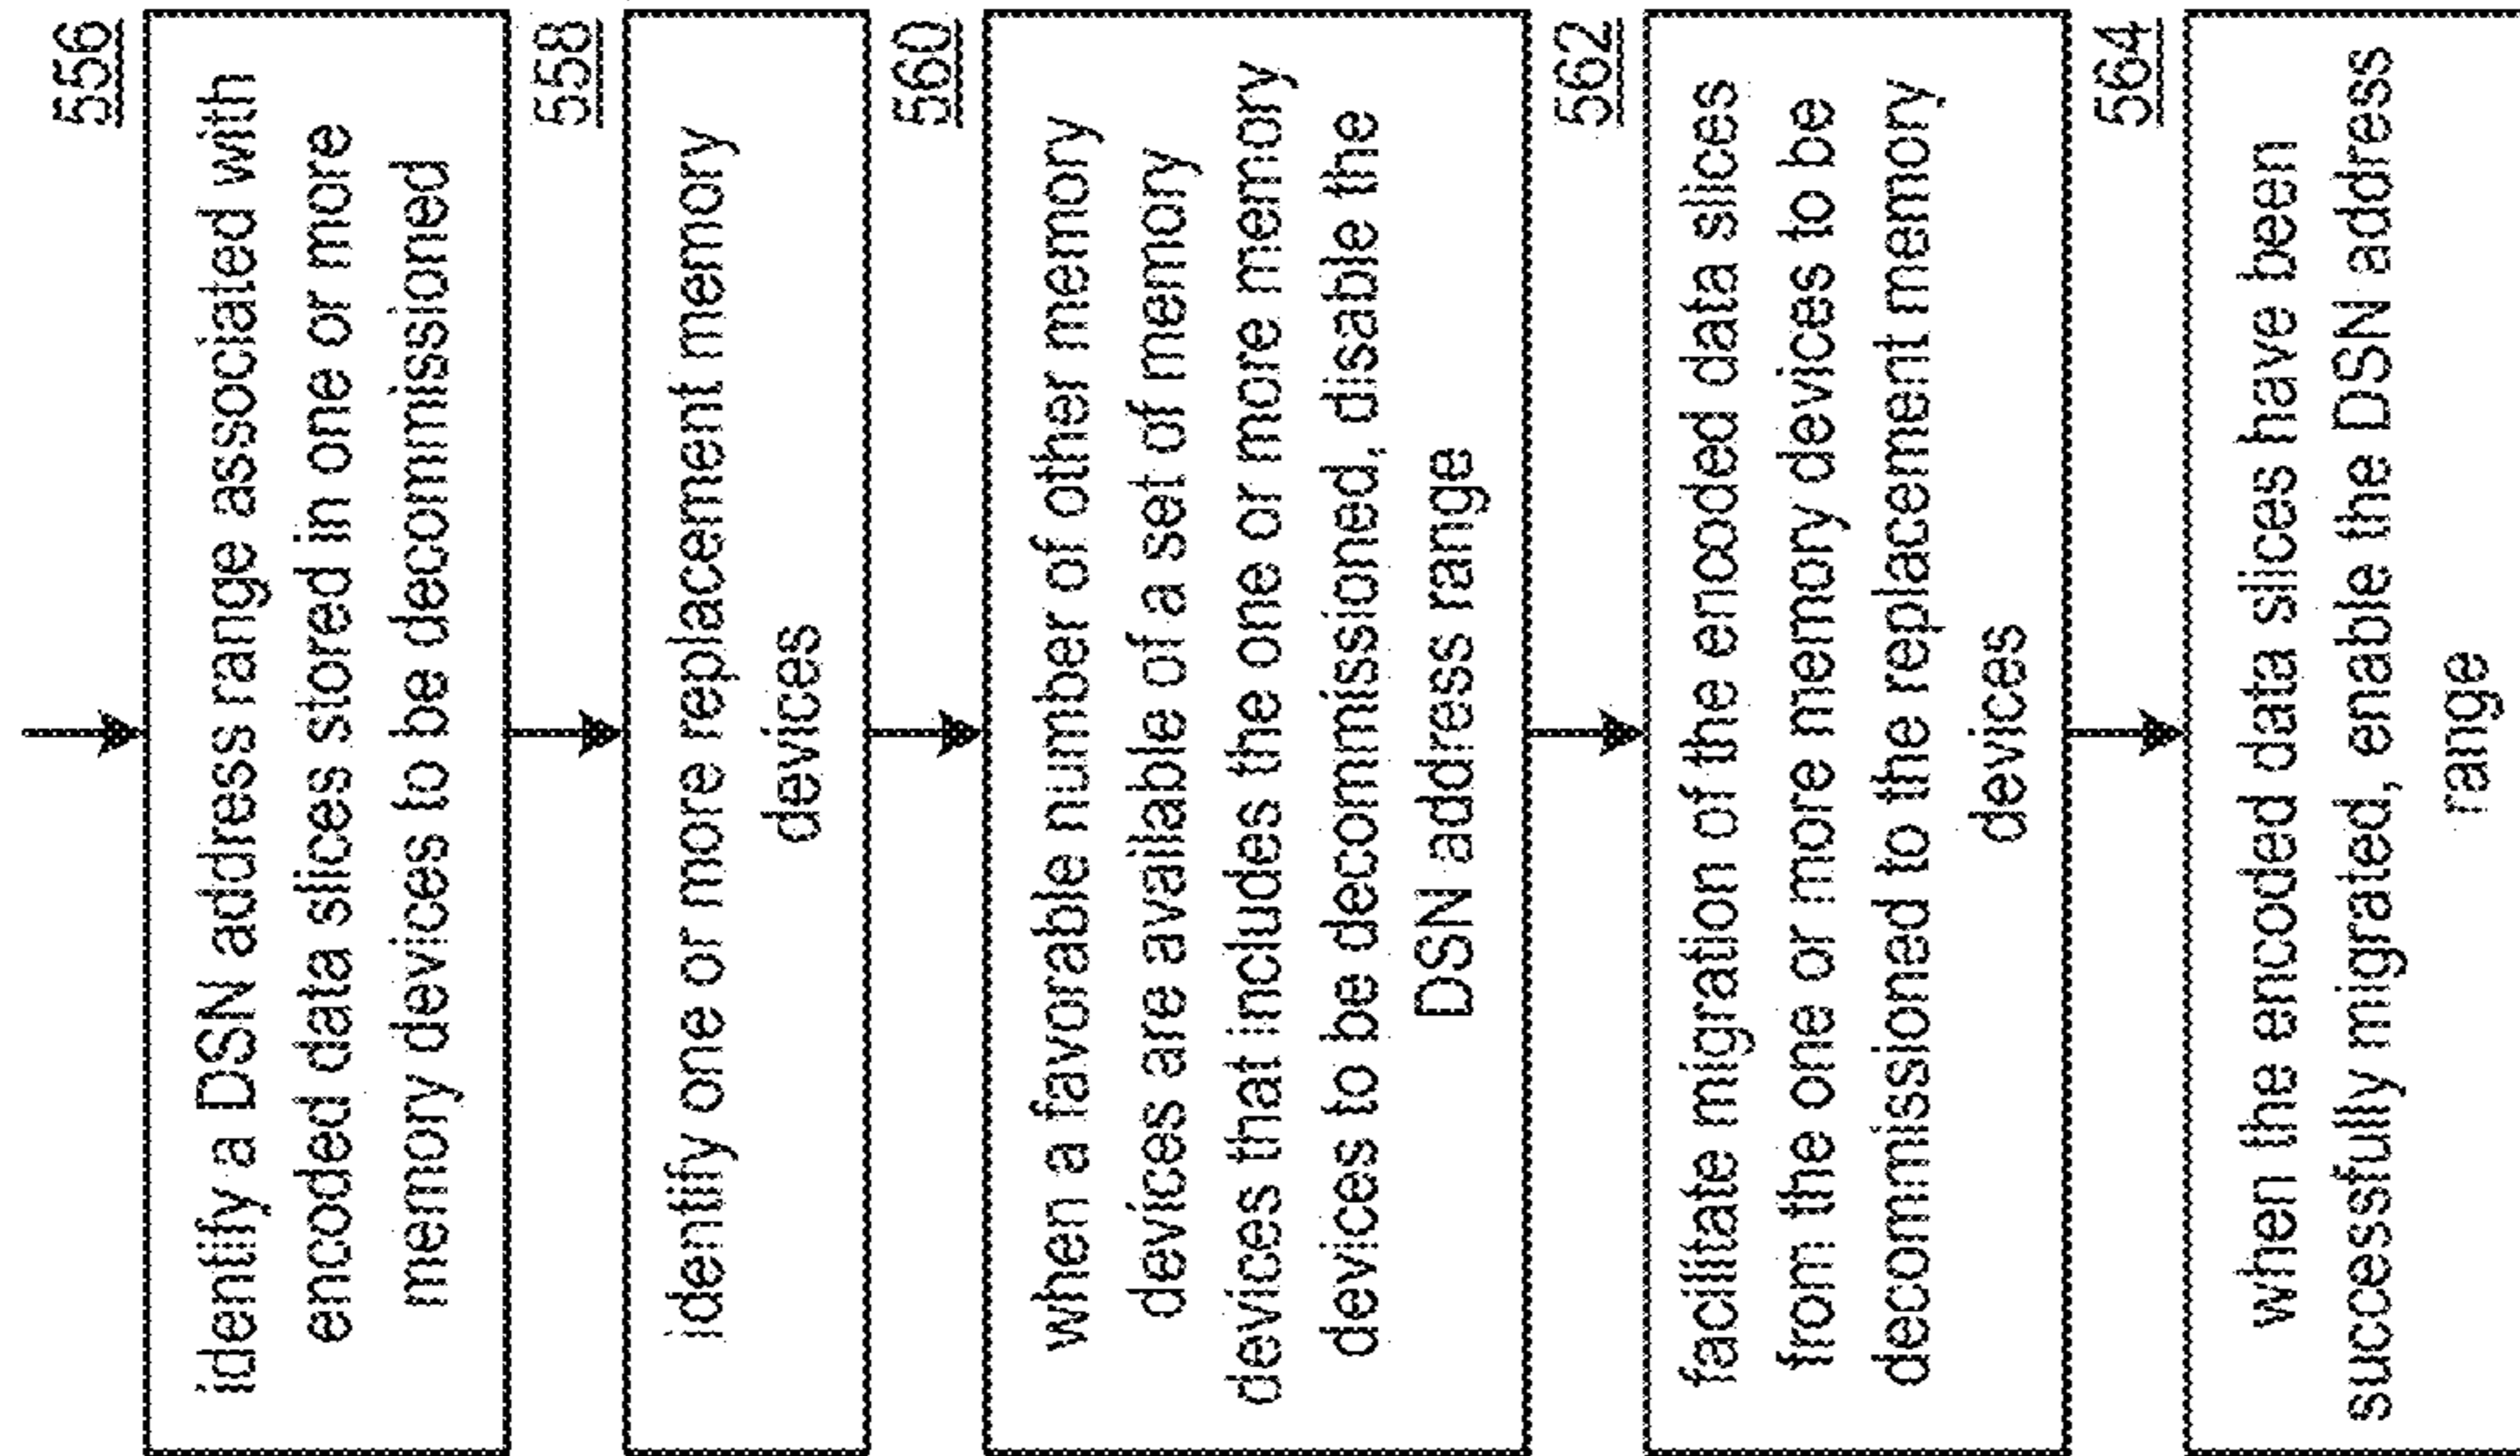 556
identify a DSN address range associated with
encoded data slices stored in one or more
memory devices to be decommissioned
558
identify one or more replacement memory
devices
560
when a favorable number of other memory
devices are available of a set of memory
devices that includes the one or more memory
devices to be decommissioned, disable the
DSN address range
562
facilitate migration of the encoded data slices
from the one or more memory devices to be
decommissioned to the replacement memory
devices
564
when the encoded data slices have been
successfully migrated, enable the DSN address
range